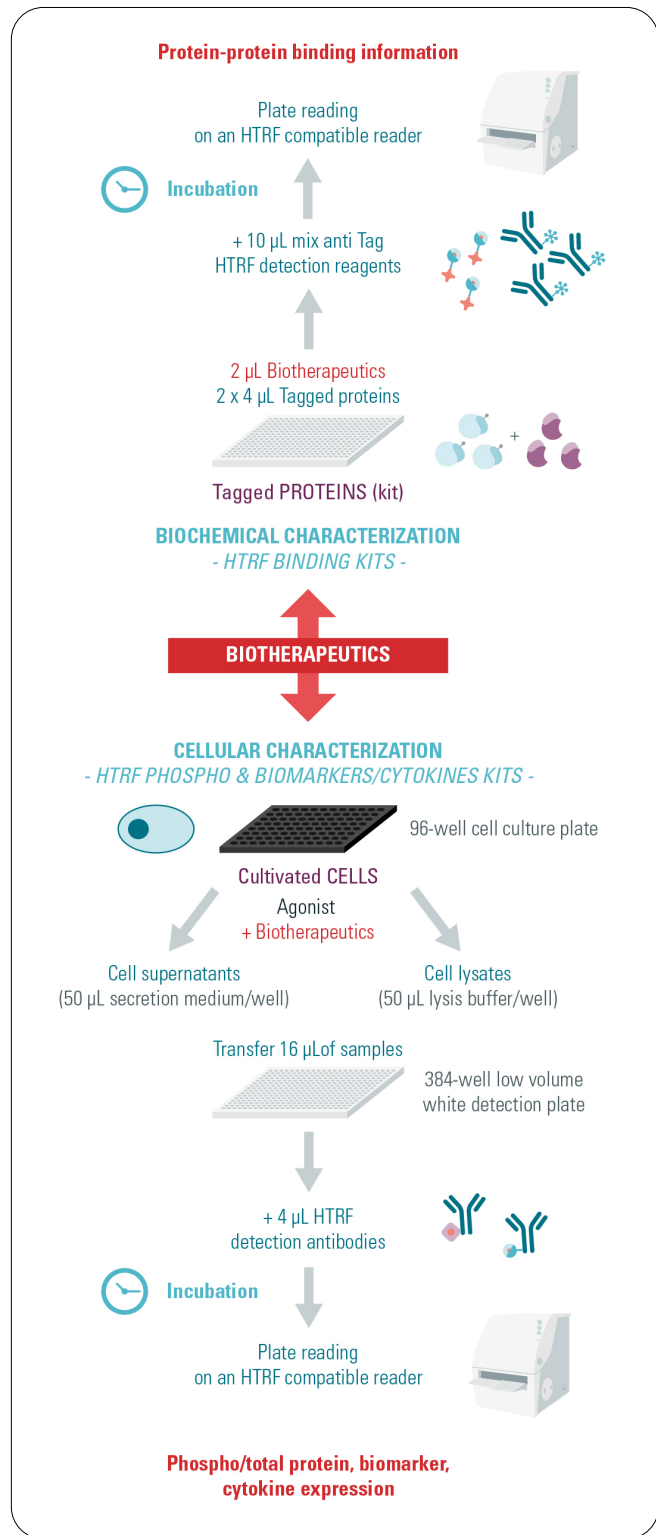 Protein-protein binding information
Plate reading
on an HTRF compatible reader
Incubation
+ 10 µL mix anti Tag
HTRF detection reagents
2 µL Biotherapeutics
2 x 4 µL Tagged proteins
+
Tagged PROTEINS (kit)
BIOCHEMICAL CHARACTERIZATION
- HTRF BINDING KITS -
BIOTHERAPEUTICS
CELLULAR CHARACTERIZATION
- HTRF PHOSPHO & BIOMARKERS/CYTOKINES KITS -
96-well cell culture plate
Cultivated CELLS
Agonist
+ Biotherapeutics
Cell supernatants
(50 µL secretion medium/well)
Cell lysates
(50 µL lysis buffer/well)
Transfer 16 µLof samples
384-well low volume
white detection plate
+ 4 µL HTRF
detection antibodies
Incubation
Plate reading
on an HTRF compatible reader
Phospho/total protein, biomarker,
cytokine expression